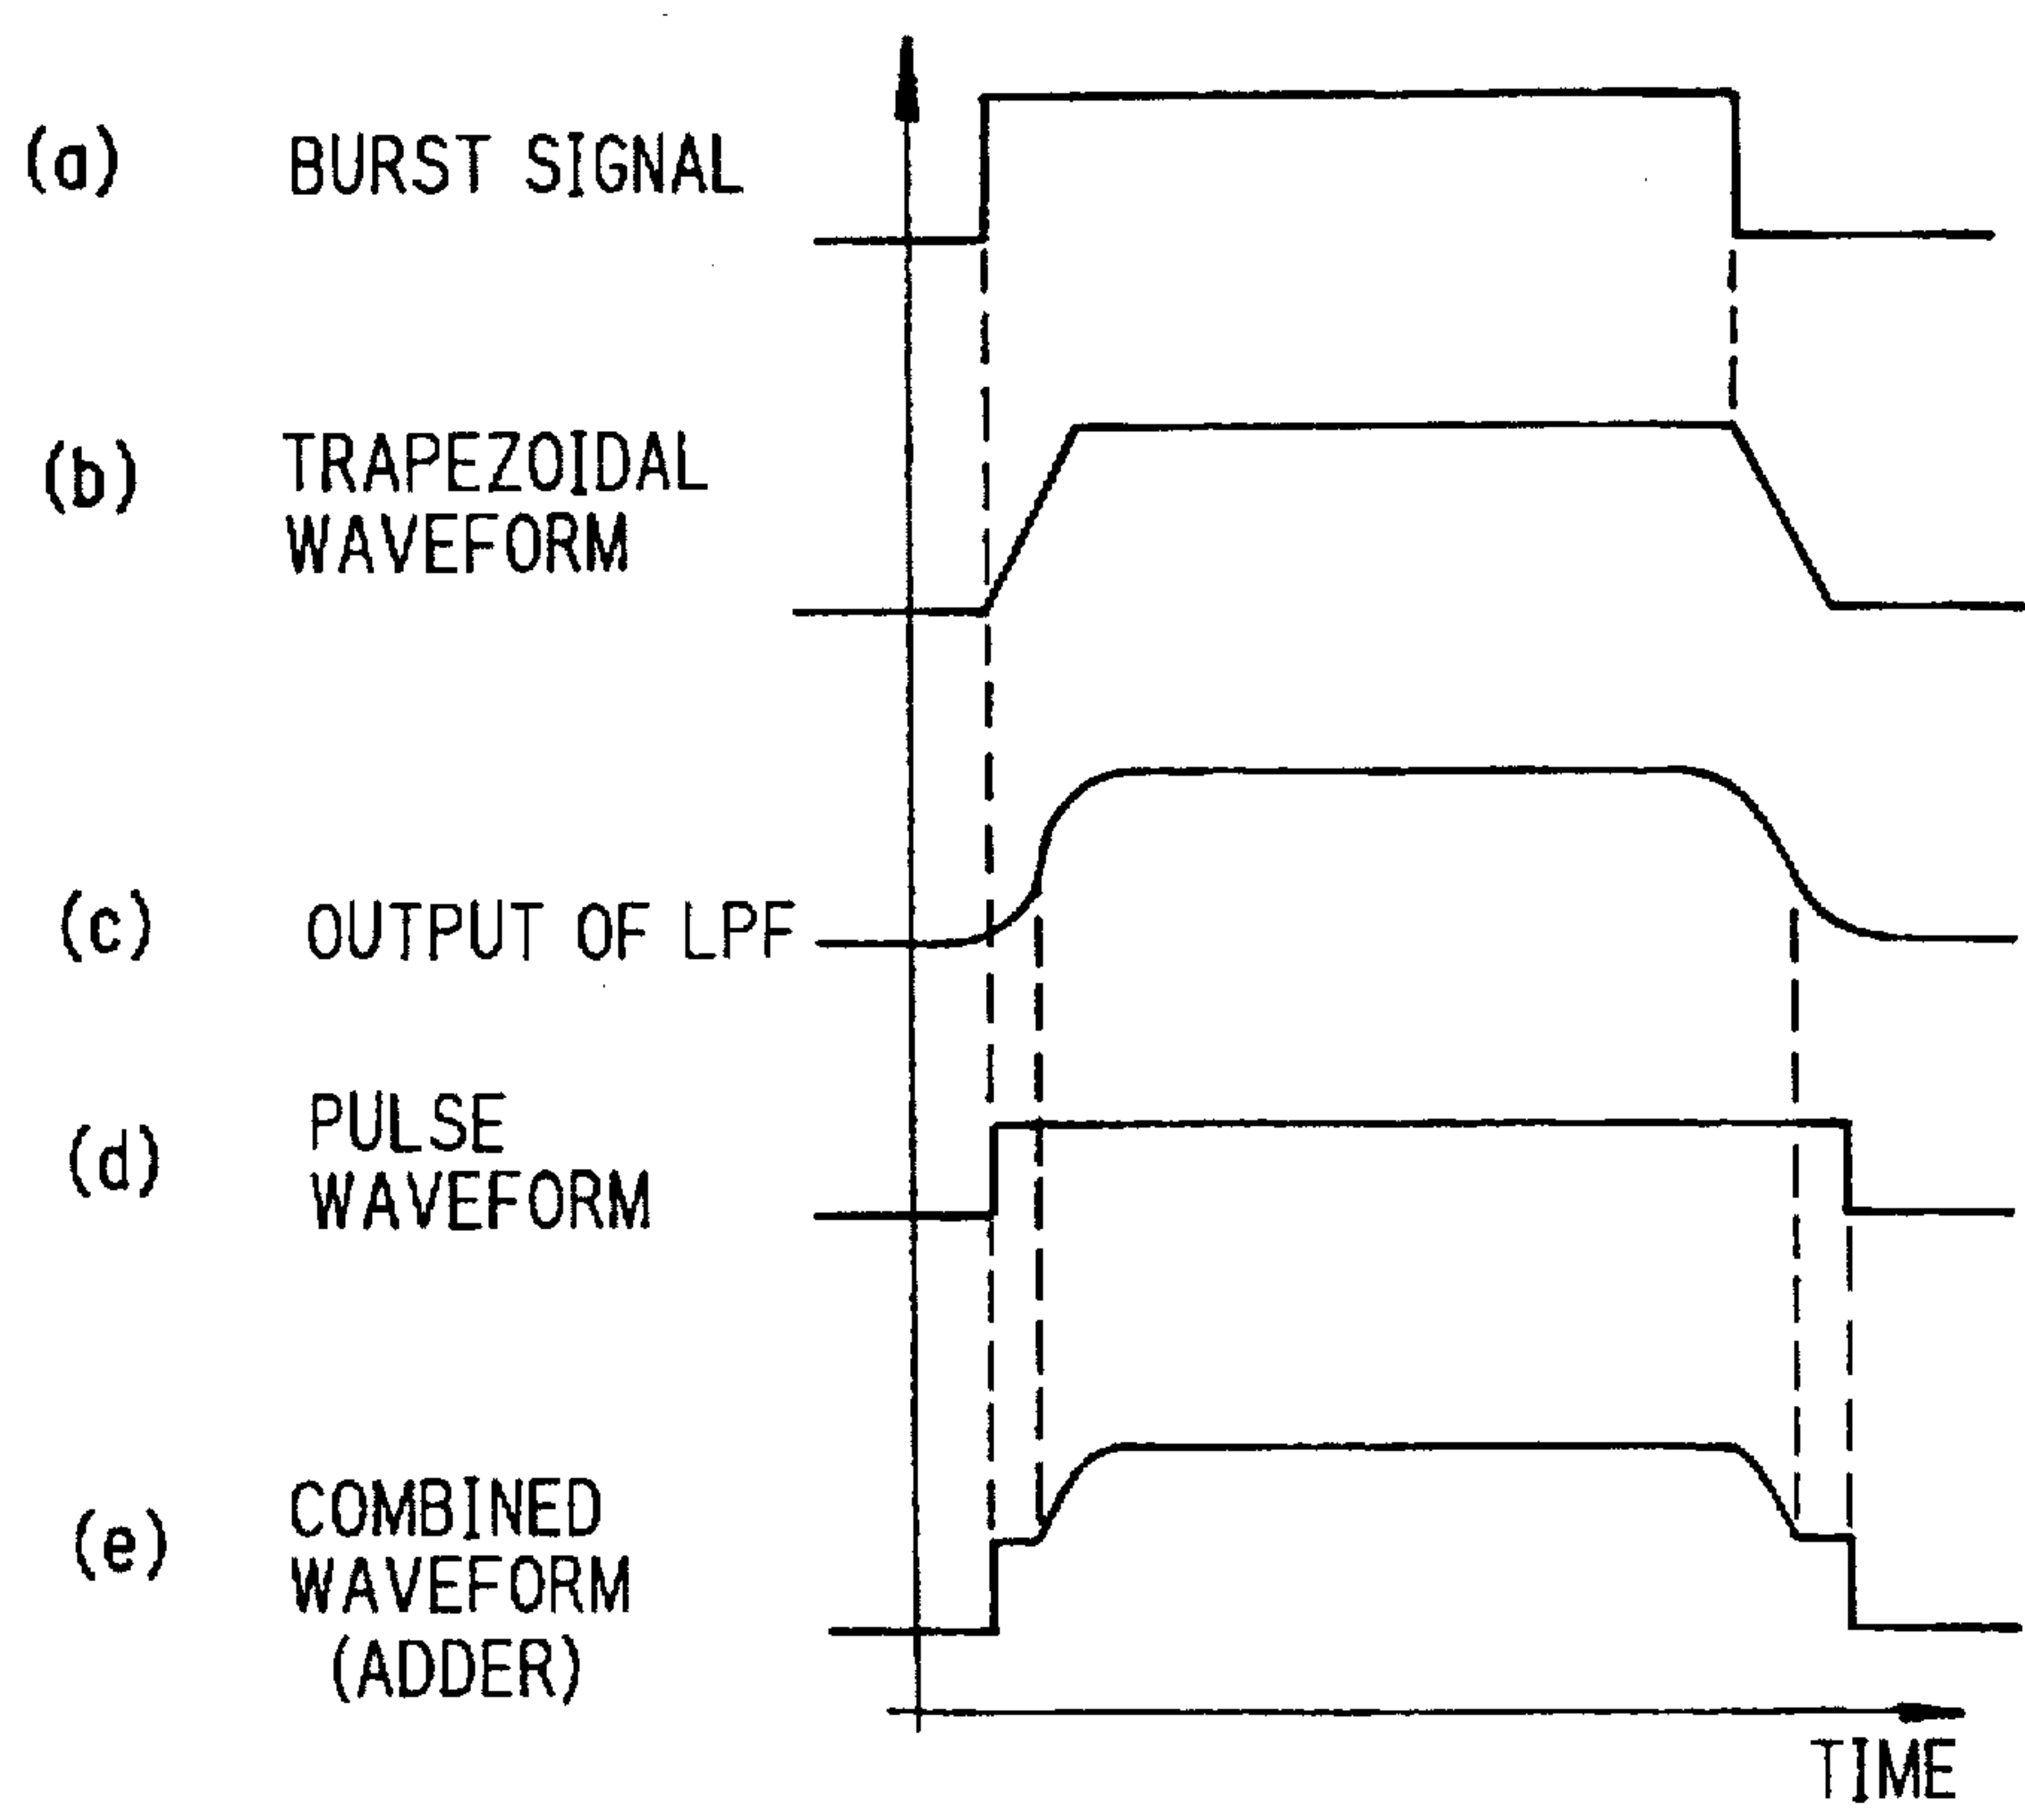 (a) BURST SIGNAL
(b) TRAPEZOIDAL
WAVEFORM
(c) OUTPUT OF LPF
(d) PULSE
WAVEFORM
(e) COMBINED
WAVEFORM
(ADDER)
TIME